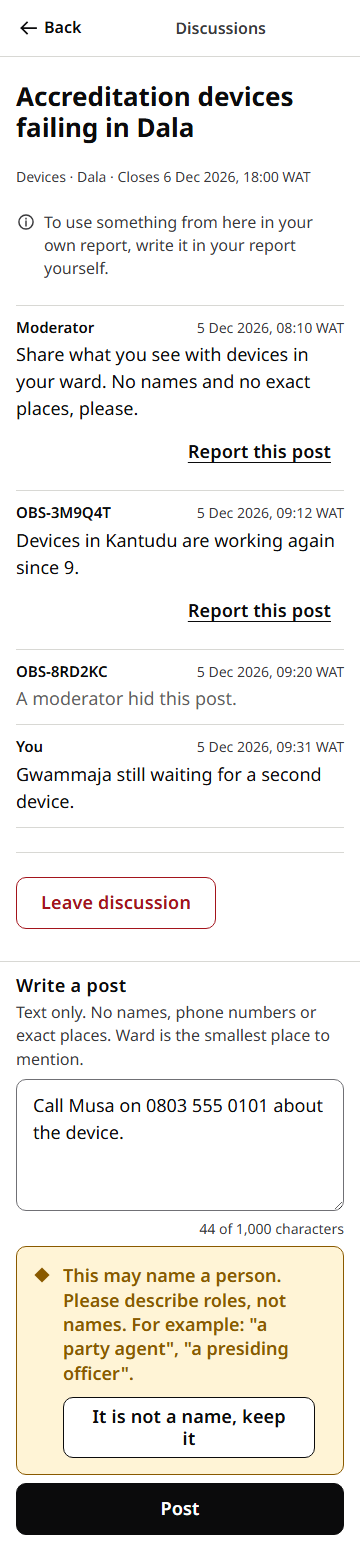 Back
Discussions
Accreditation devices
failing in Dala
Devices · Dala · Closes 6 Dec 2026, 18:00 WAT
To use something from here in your
own report, write it in your report
yourself.
Moderator 5 Dec 2026, 08:10 WAT
Share what you see with devices in
your ward. No names and no exact
places, please.
Report this post
OBS-3M9Q4T 5 Dec 2026, 09:12 WAT
Devices in Kantudu are working again
since 9.
Report this post
OBS-8RD2KC 5 Dec 2026, 09:20 WAT
A moderator hid this post.
You 5 Dec 2026, 09:31 WAT
Gwammaja still waiting for a second
device.
Leave discussion
Write a post
Text only. No names, phone numbers or
exact places. Ward is the smallest place to
mention.
Call Musa on 0803 555 0101 about
the device.
44 of 1,000 characters
This may name a person.
Please describe roles, not
names. For example: "a
party agent", "a presiding
officer".
It is not a name, keep
it
Post